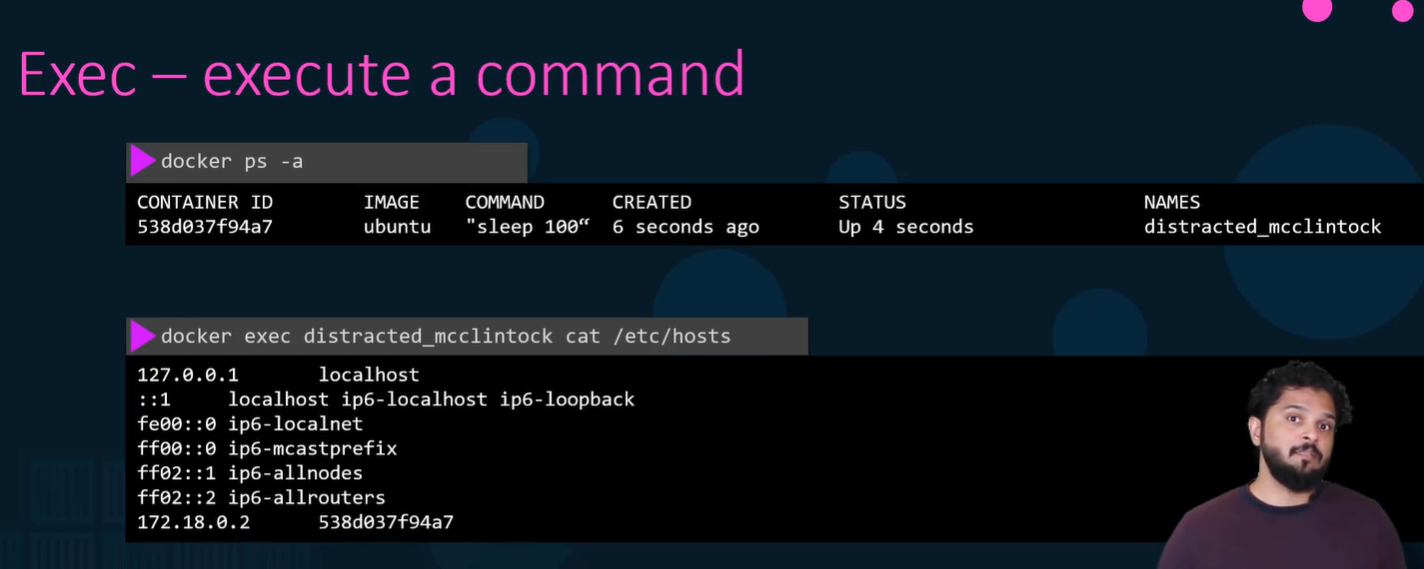 Exec – execute a command
docker ps -a
CONTAINER ID IMAGE COMMAND CREATED STATUS NAMES
538d037f94a7 ubuntu "sleep 100“ 6 seconds ago Up 4 seconds distracted_mcclintock
docker exec distracted_mcclintock cat /etc/hosts
127.0.0.1 localhost
::1 localhost ip6-localhost ip6-loopback
fe00::0 ip6-localnet
ff00::0 ip6-mcastprefix
ff02::1 ip6-allnodes
ff02::2 ip6-allrouters
172.18.0.2 538d037f94a7